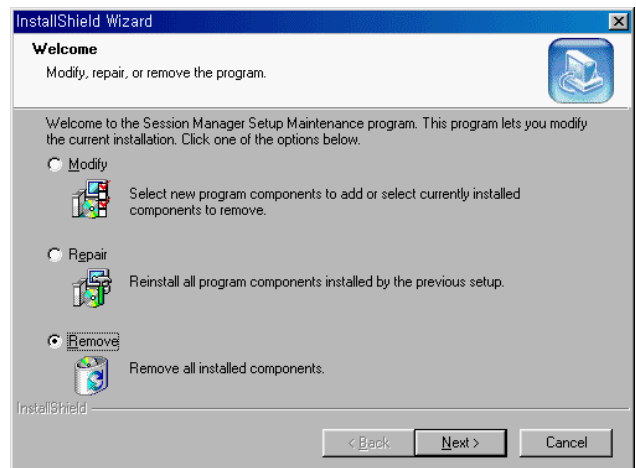 InstallShield Wizard
Welcome
Modify, repair, or remove the program.
Welcome to the Session Manager Setup Maintenance program. This program lets you modify
the current installation. Click one of the options below.
Modify
Select new program components to add or select currently installed
components to remove.
Repair
Reinstall all program components installed by the previous setup.
Remove
Remove all installed components.
InstallShield
< Back Next > Cancel